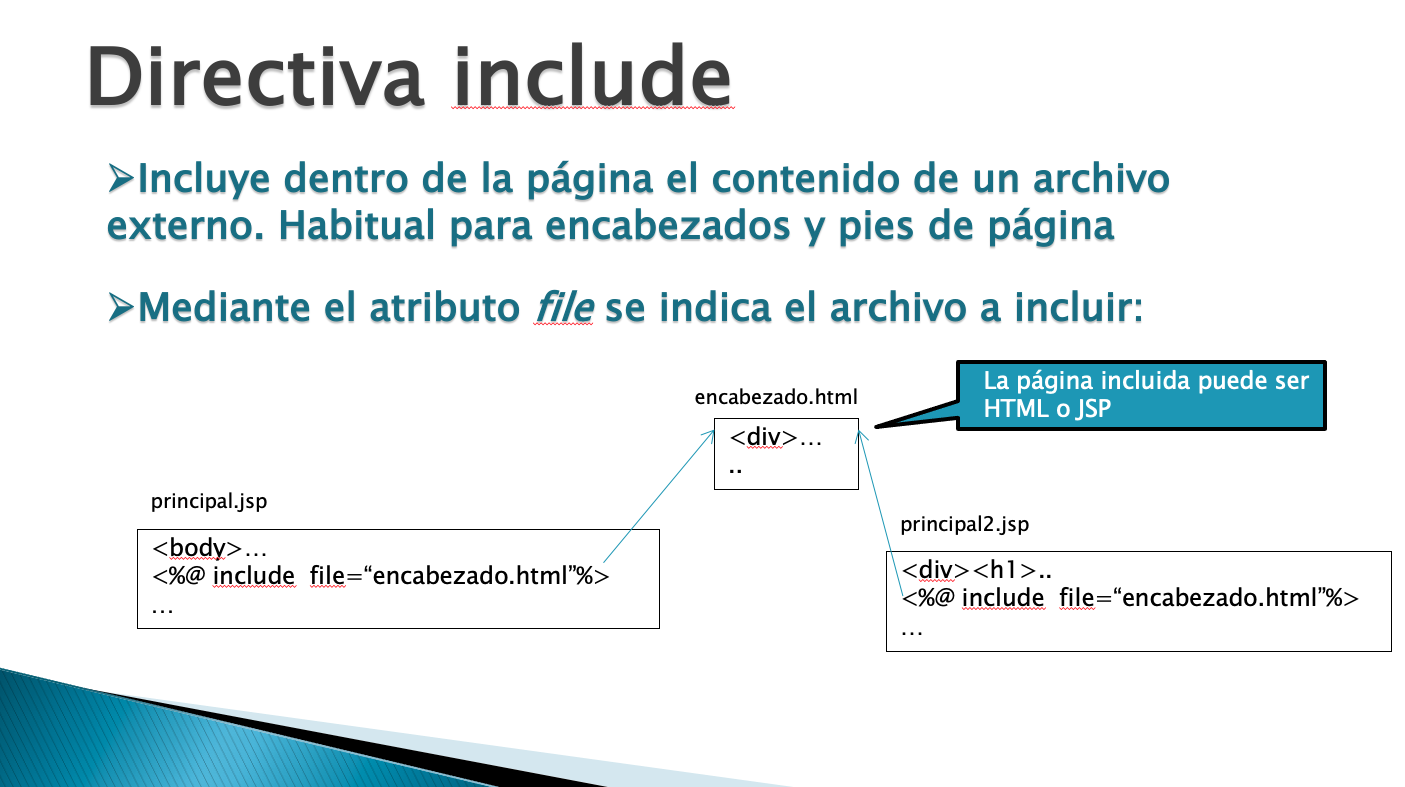 Directiva include
➢Incluye dentro de la página el contenido de un archivo
externo. Habitual para encabezados y pies de página
➢Mediante el atributo file se indica el archivo a incluir:
La página incluida puede ser
HTML o JSP
encabezado.html
<div>…
..
principal.jsp
<body>…
<%@ include  file=“encabezado.html”%>
…
principal2.jsp
<div><h1>..
<%@ include  file=“encabezado.html”%>
…